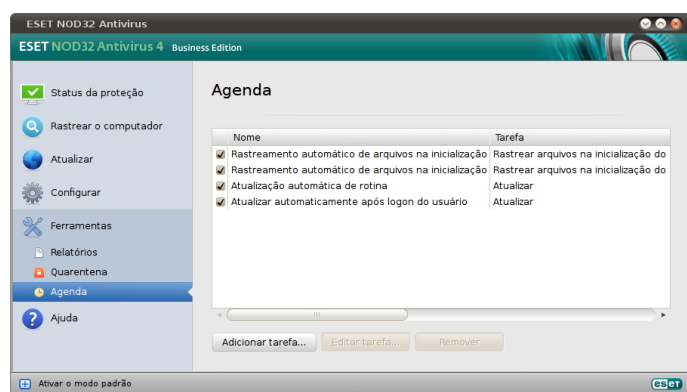 ESET NOD32 Antivirus
ESET NOD32 Antivirus 4 Business Edition
Status da proteção
Rastrear o computador
Atualizar
Configurar
Ferramentas
Relatórios
Quarentena
Agenda
Ajuda
Agenda
Nome Tarefa
Rastreamento automático de arquivos na inicialização Rastrear arquivos na inicialização do
Rastreamento automático de arquivos na inicialização Rastrear arquivos na inicialização do
Atualização automática de rotina Atualizar
Atualizar automaticamente após logon do usuário Atualizar
Adicionar tarefa... Editar tarefa... Remover
Ativar o modo padrão
eset